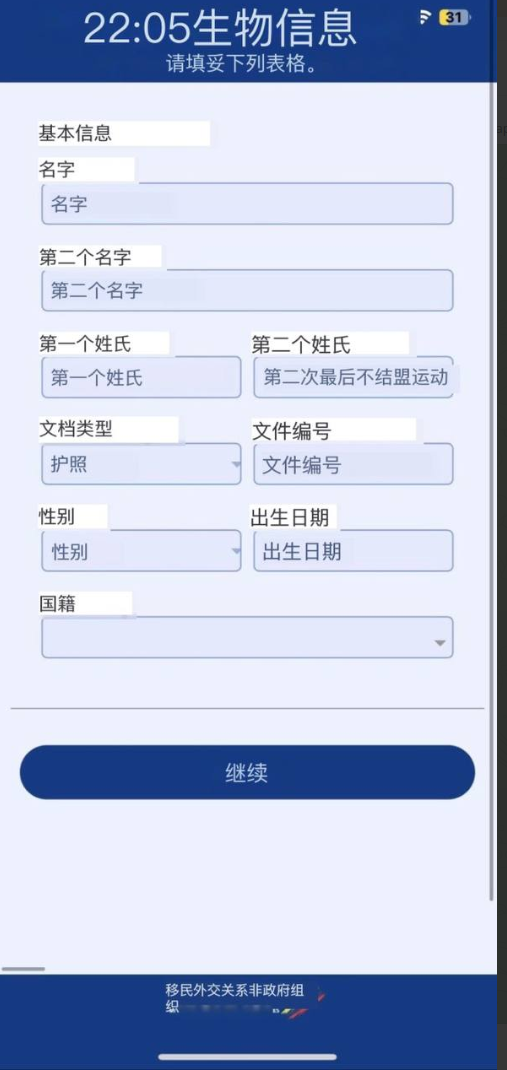 22:05生物信息
31
请填妥下列表格。
基本信息
名字
名字
第二个名字
第二个名字
第一个姓氏 第二个姓氏
第一个姓氏 第二次最后不结盟运动
文档类型 文件编号
护照 文件编号
性别 出生日期
性别 出生日期
国籍
继续
移民外交关系非政府组
织